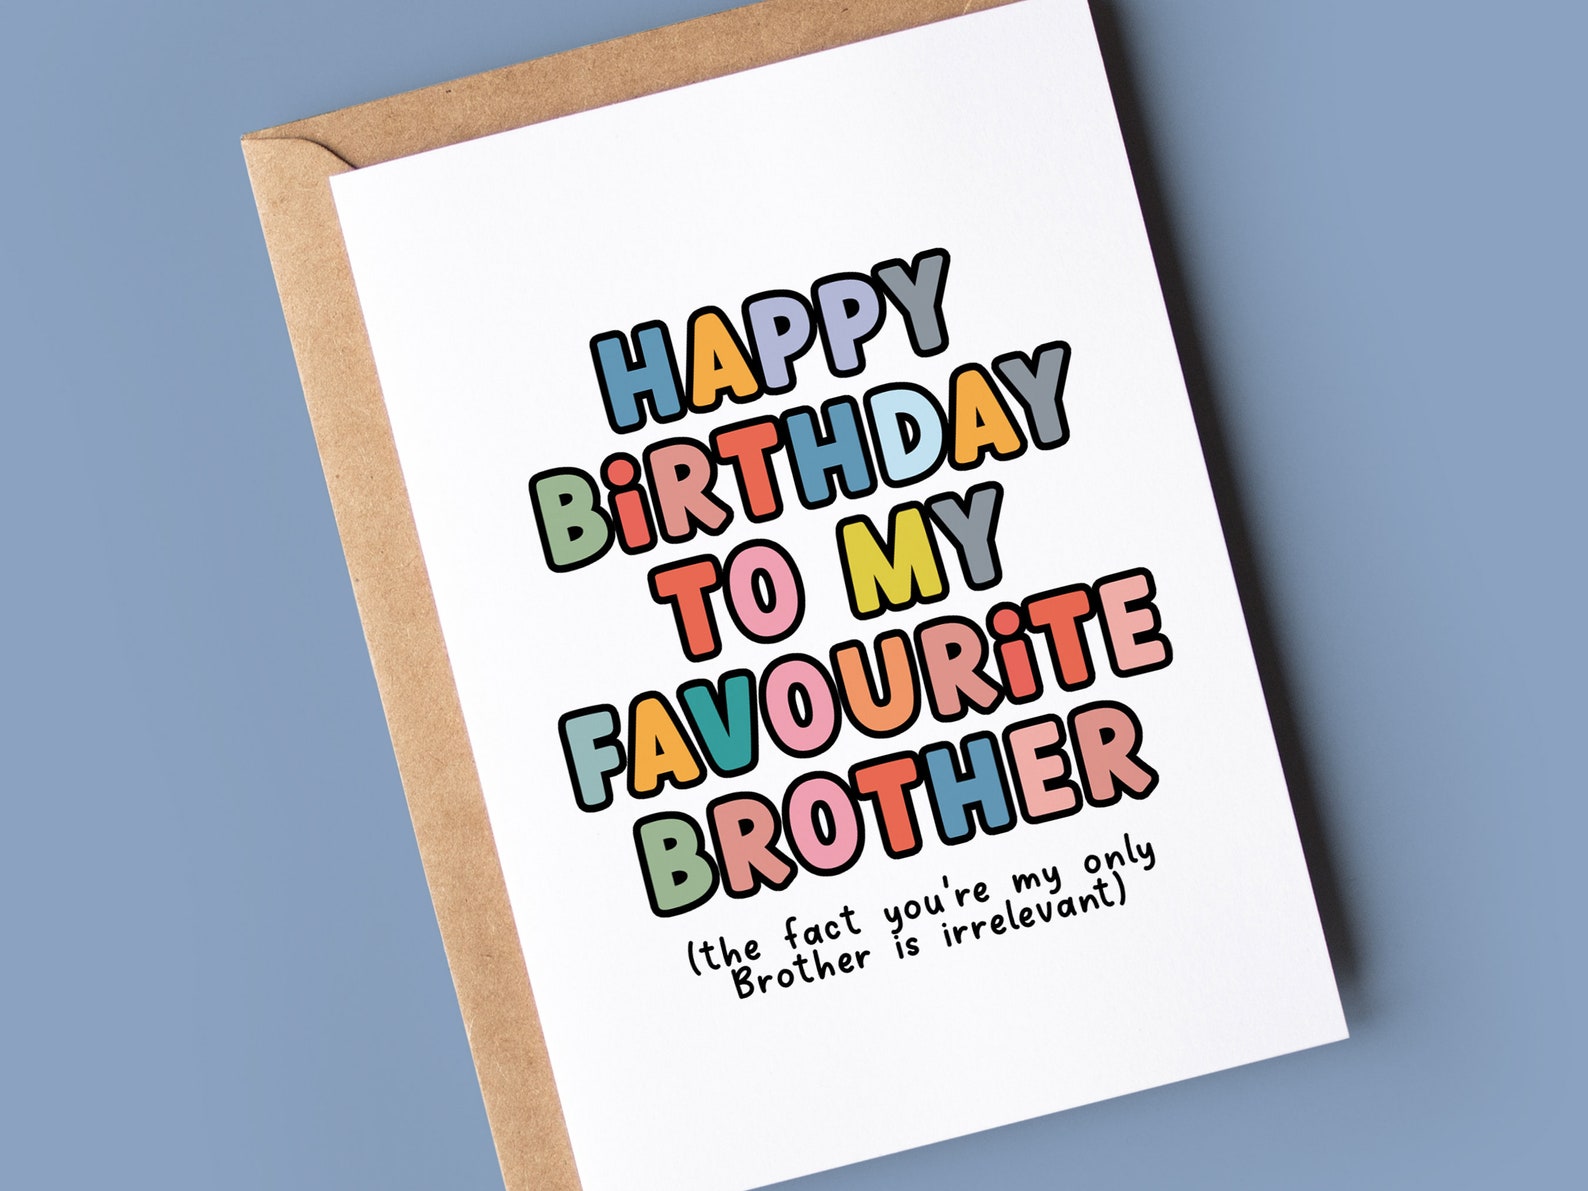 HAPPY
BiRTHDAY
TO MY
FAVOURiTE
BROTHER
(the fact you're my only
Brother is irrelevant)